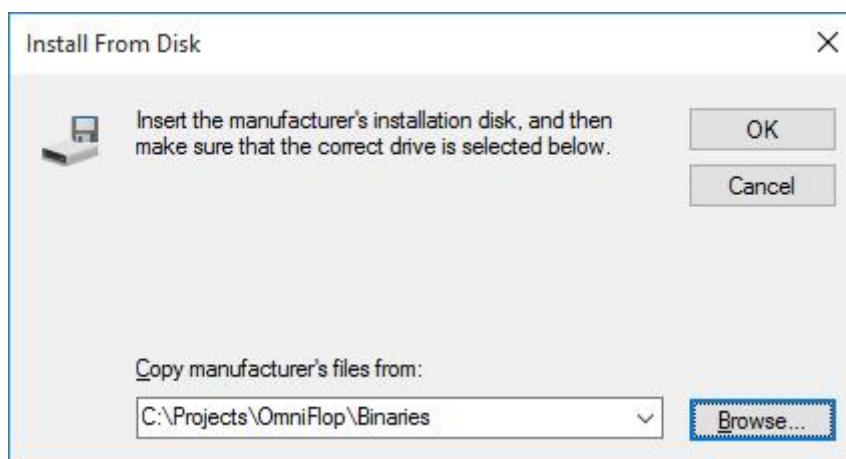 Install From Disk
Insert the manufacturer's installation disk, and then
make sure that the correct drive is selected below.
OK
Cancel
Copy manufacturer's files from:
C:\Projects\OmniFlop\Binaries
Browse...